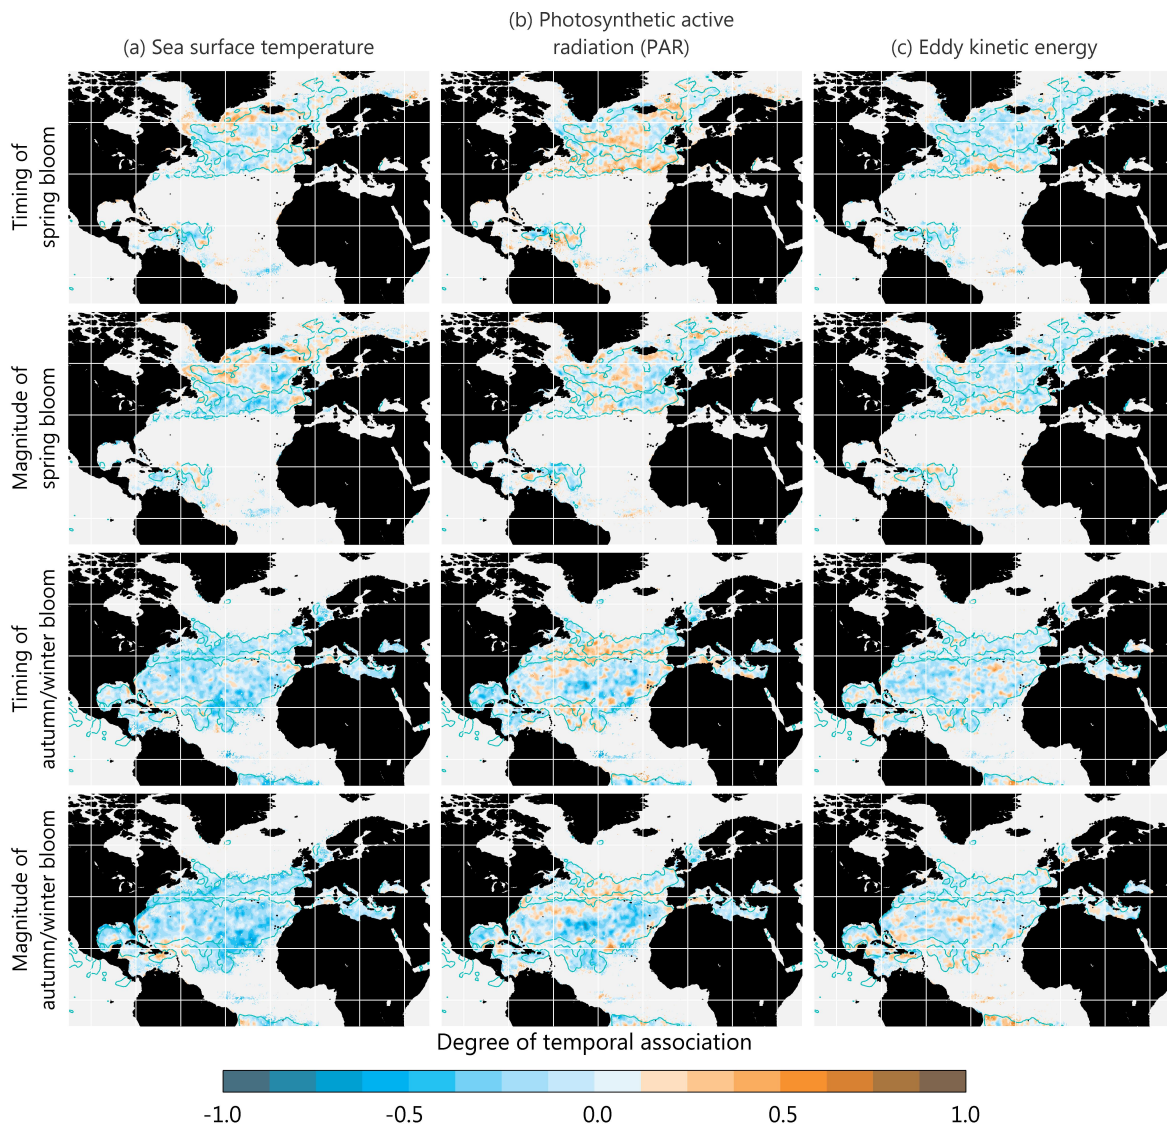 (b) Photosynthetic active
(a) Sea surface temperature
radiation (PAR)
(c) Eddy kinetic energy
Timing of
spring bloom
Magnitude of
spring bloom
Timing of
autumn/winter bloom
Magnitude of
autumn/winter bloom
Degree of temporal association
-1.0
-0.5
0.0
0.5
1.0